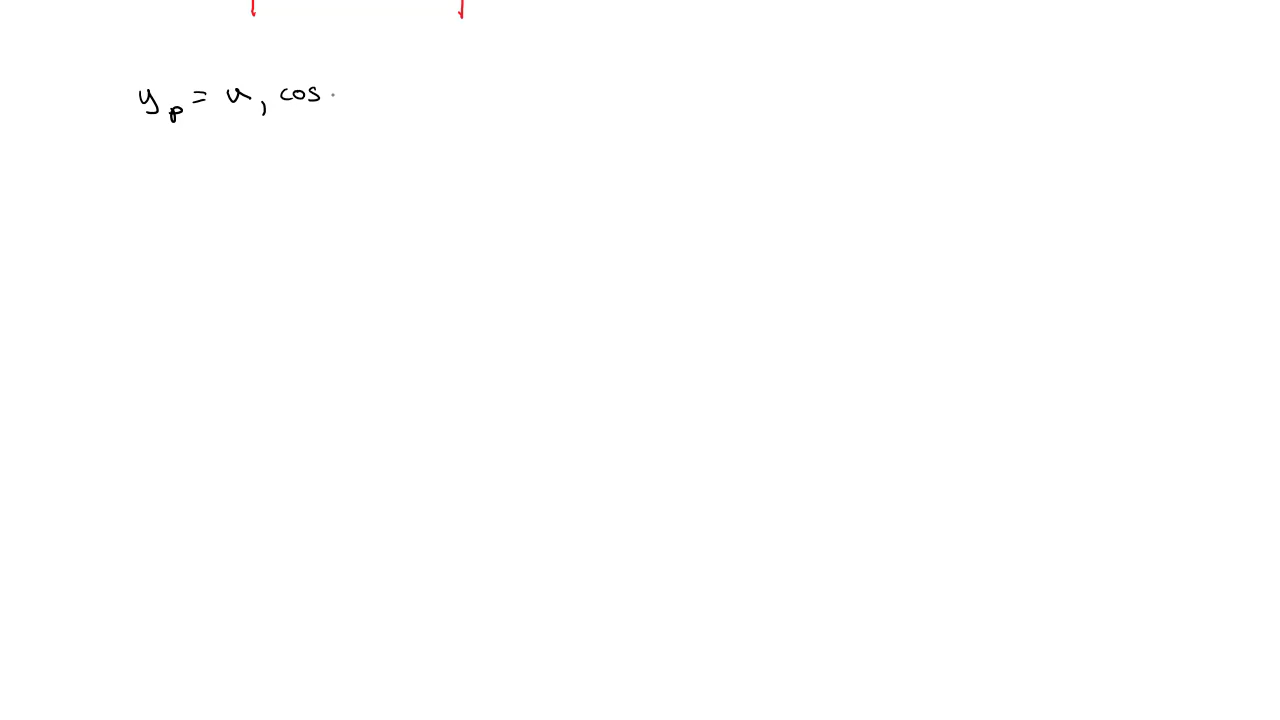 y_p = u_1 cos